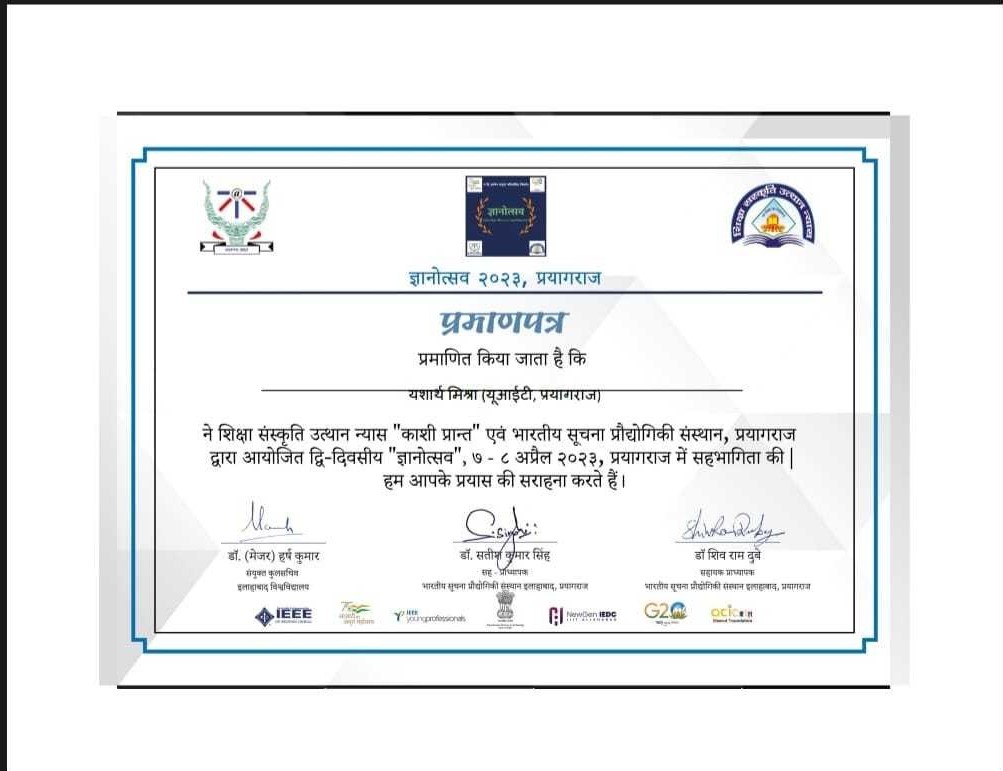 ज्ञानोत्सव
शिक्षा संस्कृति उत्थान न्यास
ज्ञानोत्सव २०२३, प्रयागराज
प्रमाणपत्र
प्रमाणित किया जाता है कि
यशार्थ मिश्रा (यूआईटी, प्रयागराज)
ने शिक्षा संस्कृति उत्थान न्यास "काशी प्रान्त" एवं भारतीय सूचना प्रौद्योगिकी संस्थान, प्रयागराज
द्वारा आयोजित द्वि-दिवसीय "ज्ञानोत्सव", ७ - ८ अप्रैल २०२३, प्रयागराज में सहभागिता की |
हम आपके प्रयास की सराहना करते हैं।
डॉ. (मेजर) हर्ष कुमार
संयुक्त कुलसचिव
इलाहाबाद विश्वविद्यालय
डॉ. सतीश कुमार सिंह
सह - प्राध्यापक
भारतीय सूचना प्रौद्योगिकी संस्थान इलाहाबाद, प्रयागराज
डॉ शिव राम दुबे
सहायक प्राध्यापक
भारतीय सूचना प्रौद्योगिकी संस्थान इलाहाबाद, प्रयागराज
IEEE
IEEE
youngprofessionals
NewGen IEDC
IIIT ALLAHABAD
G20